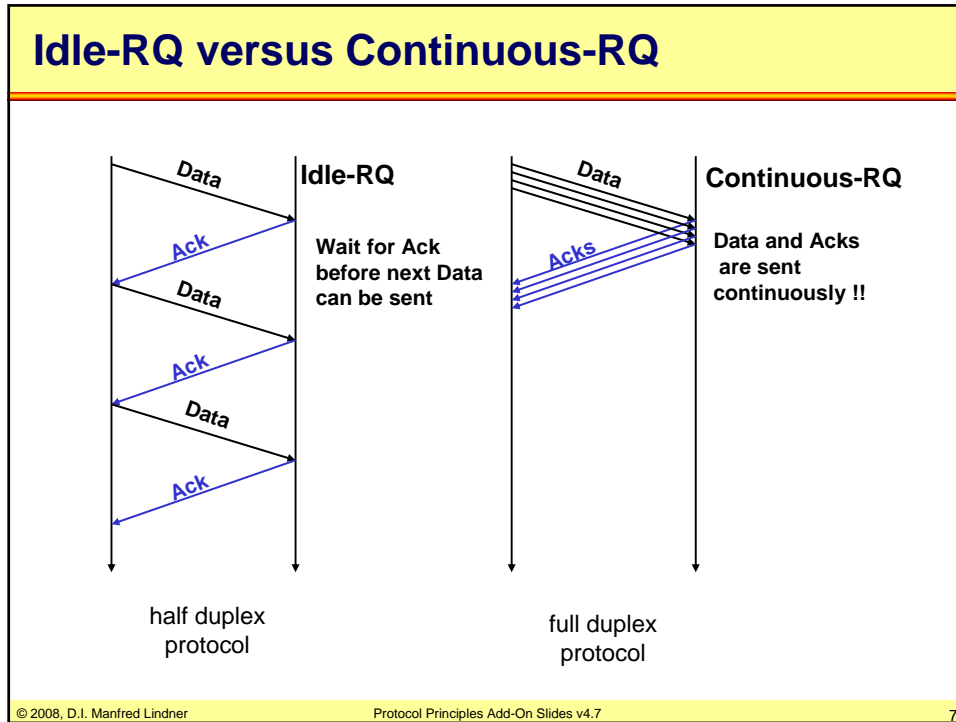 Idle-RQ versus Continuous-RQ
Data
Idle-RQ
Ack
Wait for Ack
before next Data
can be sent
Data
Ack
Data
Ack
half duplex
protocol
Data
Continuous-RQ
Acks
Data and Acks
are sent
continuously !!
full duplex
protocol
© 2008, D.I. Manfred Lindner
Protocol Principles Add-On Slides v4.7
7